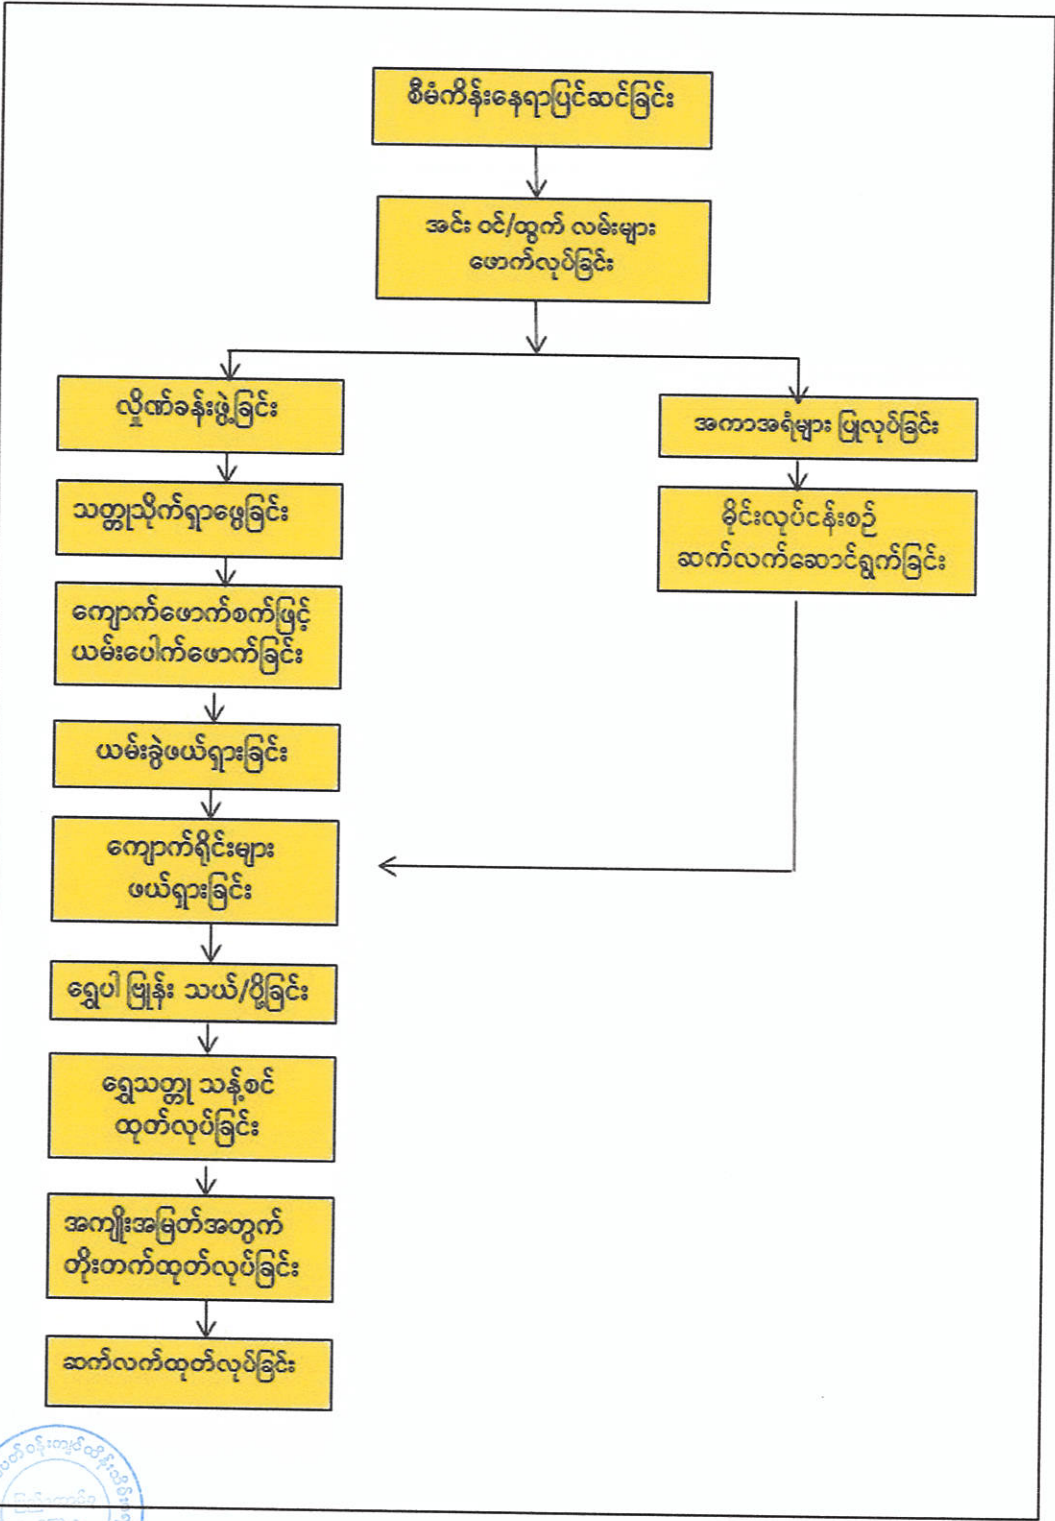 စီမံကိန်းနေရာပြင်ဆင်ခြင်း
အင်း ဝင်/ထွက် လမ်းများ
ဖောက်လုပ်ခြင်း
လှိုဏ်ခန်းဖွဲ့ခြင်း
အကာအရံများ ပြုလုပ်ခြင်း
သတ္တုသိုက်ရှာဖွေခြင်း
မိုင်းလုပ်ငန်းစဉ်
ဆက်လက်ဆောင်ရွက်ခြင်း
ကျောက်ဖောက်စက်ဖြင့်
ယမ်းပေါက်ဖောက်ခြင်း
ယမ်းခွဲဖယ်ရှားခြင်း
ကျောက်ရိုင်းများ
ဖယ်ရှားခြင်း
ရွှေပါ ဗြုန်း သယ်/ပို့ခြင်း
ရွှေသတ္တု သန့်စင်
ထုတ်လုပ်ခြင်း
အကျိုးအမြတ်အတွက်
တိုးတက်ထုတ်လုပ်ခြင်း
ဆက်လက်ထုတ်လုပ်ခြင်း